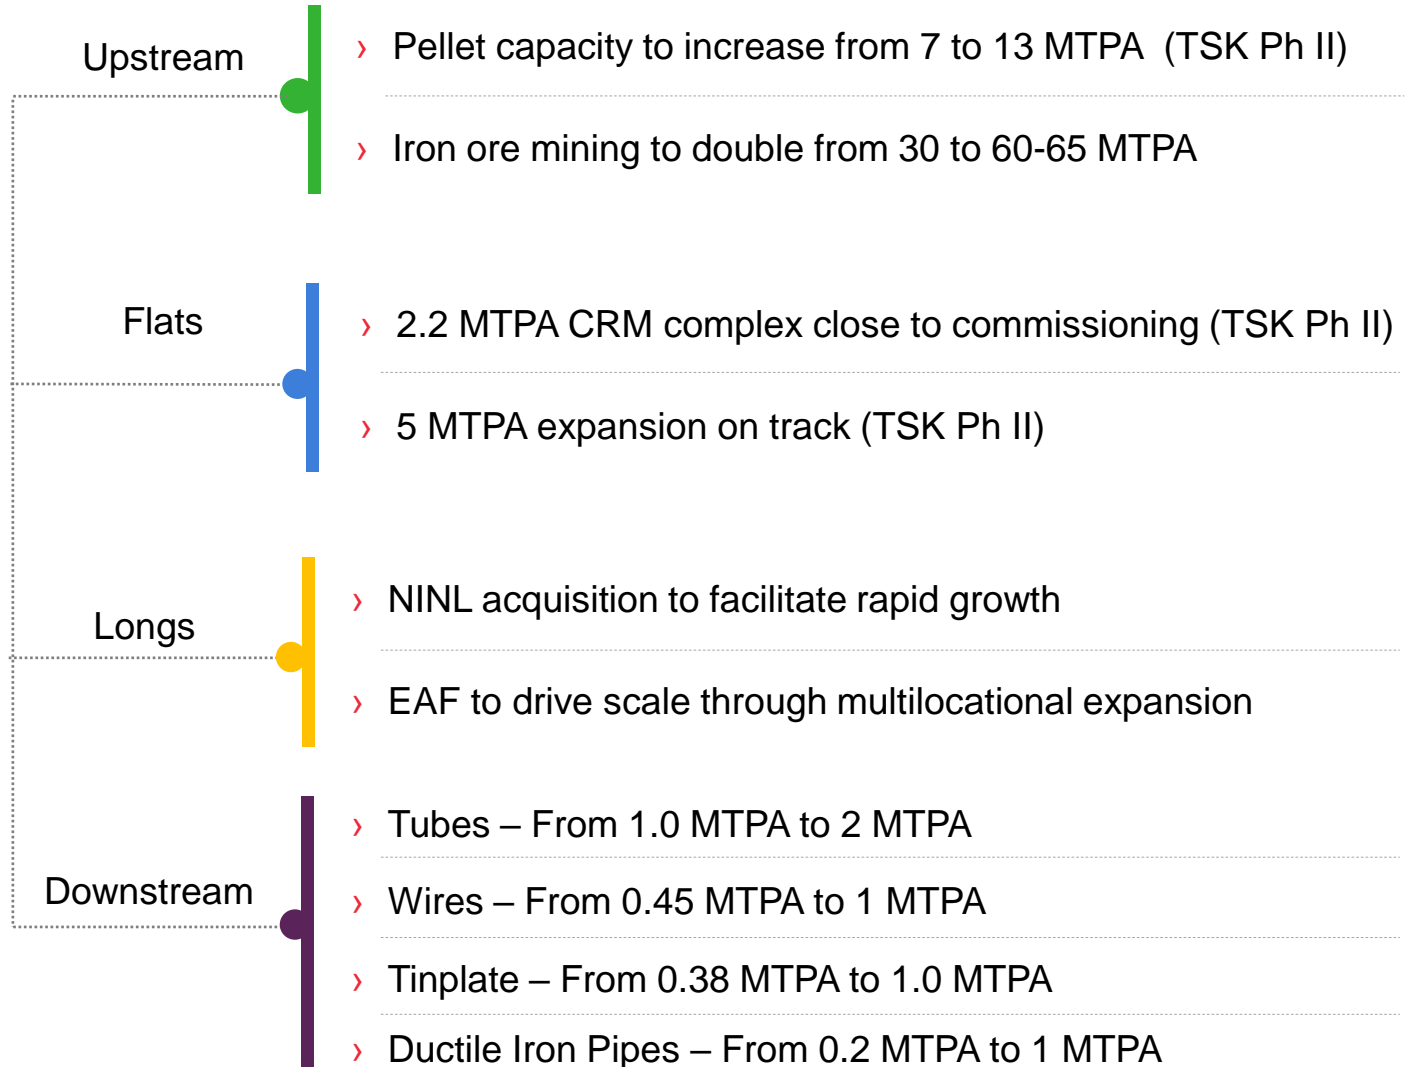 Upstream
› Pellet capacity to increase from 7 to 13 MTPA (TSK Ph II)
› Iron ore mining to double from 30 to 60-65 MTPA
Flats
› 2.2 MTPA CRM complex close to commissioning (TSK Ph II)
› 5 MTPA expansion on track (TSK Ph II)
Longs
› NINL acquisition to facilitate rapid growth
› EAF to drive scale through multilocational expansion
Downstream
› Tubes – From 1.0 MTPA to 2 MTPA
› Wires – From 0.45 MTPA to 1 MTPA
› Tinplate – From 0.38 MTPA to 1.0 MTPA
› Ductile Iron Pipes – From 0.2 MTPA to 1 MTPA